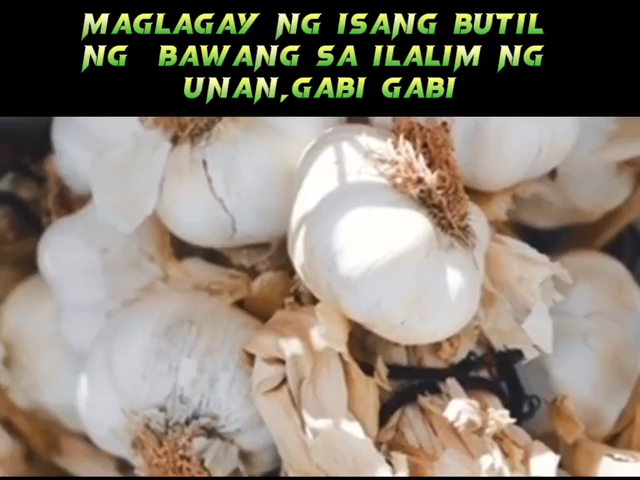 MAGLAGAY NG ISANG BUTIL
NG BAWANG SA ILALIM NG
UNAN,GABI GABI